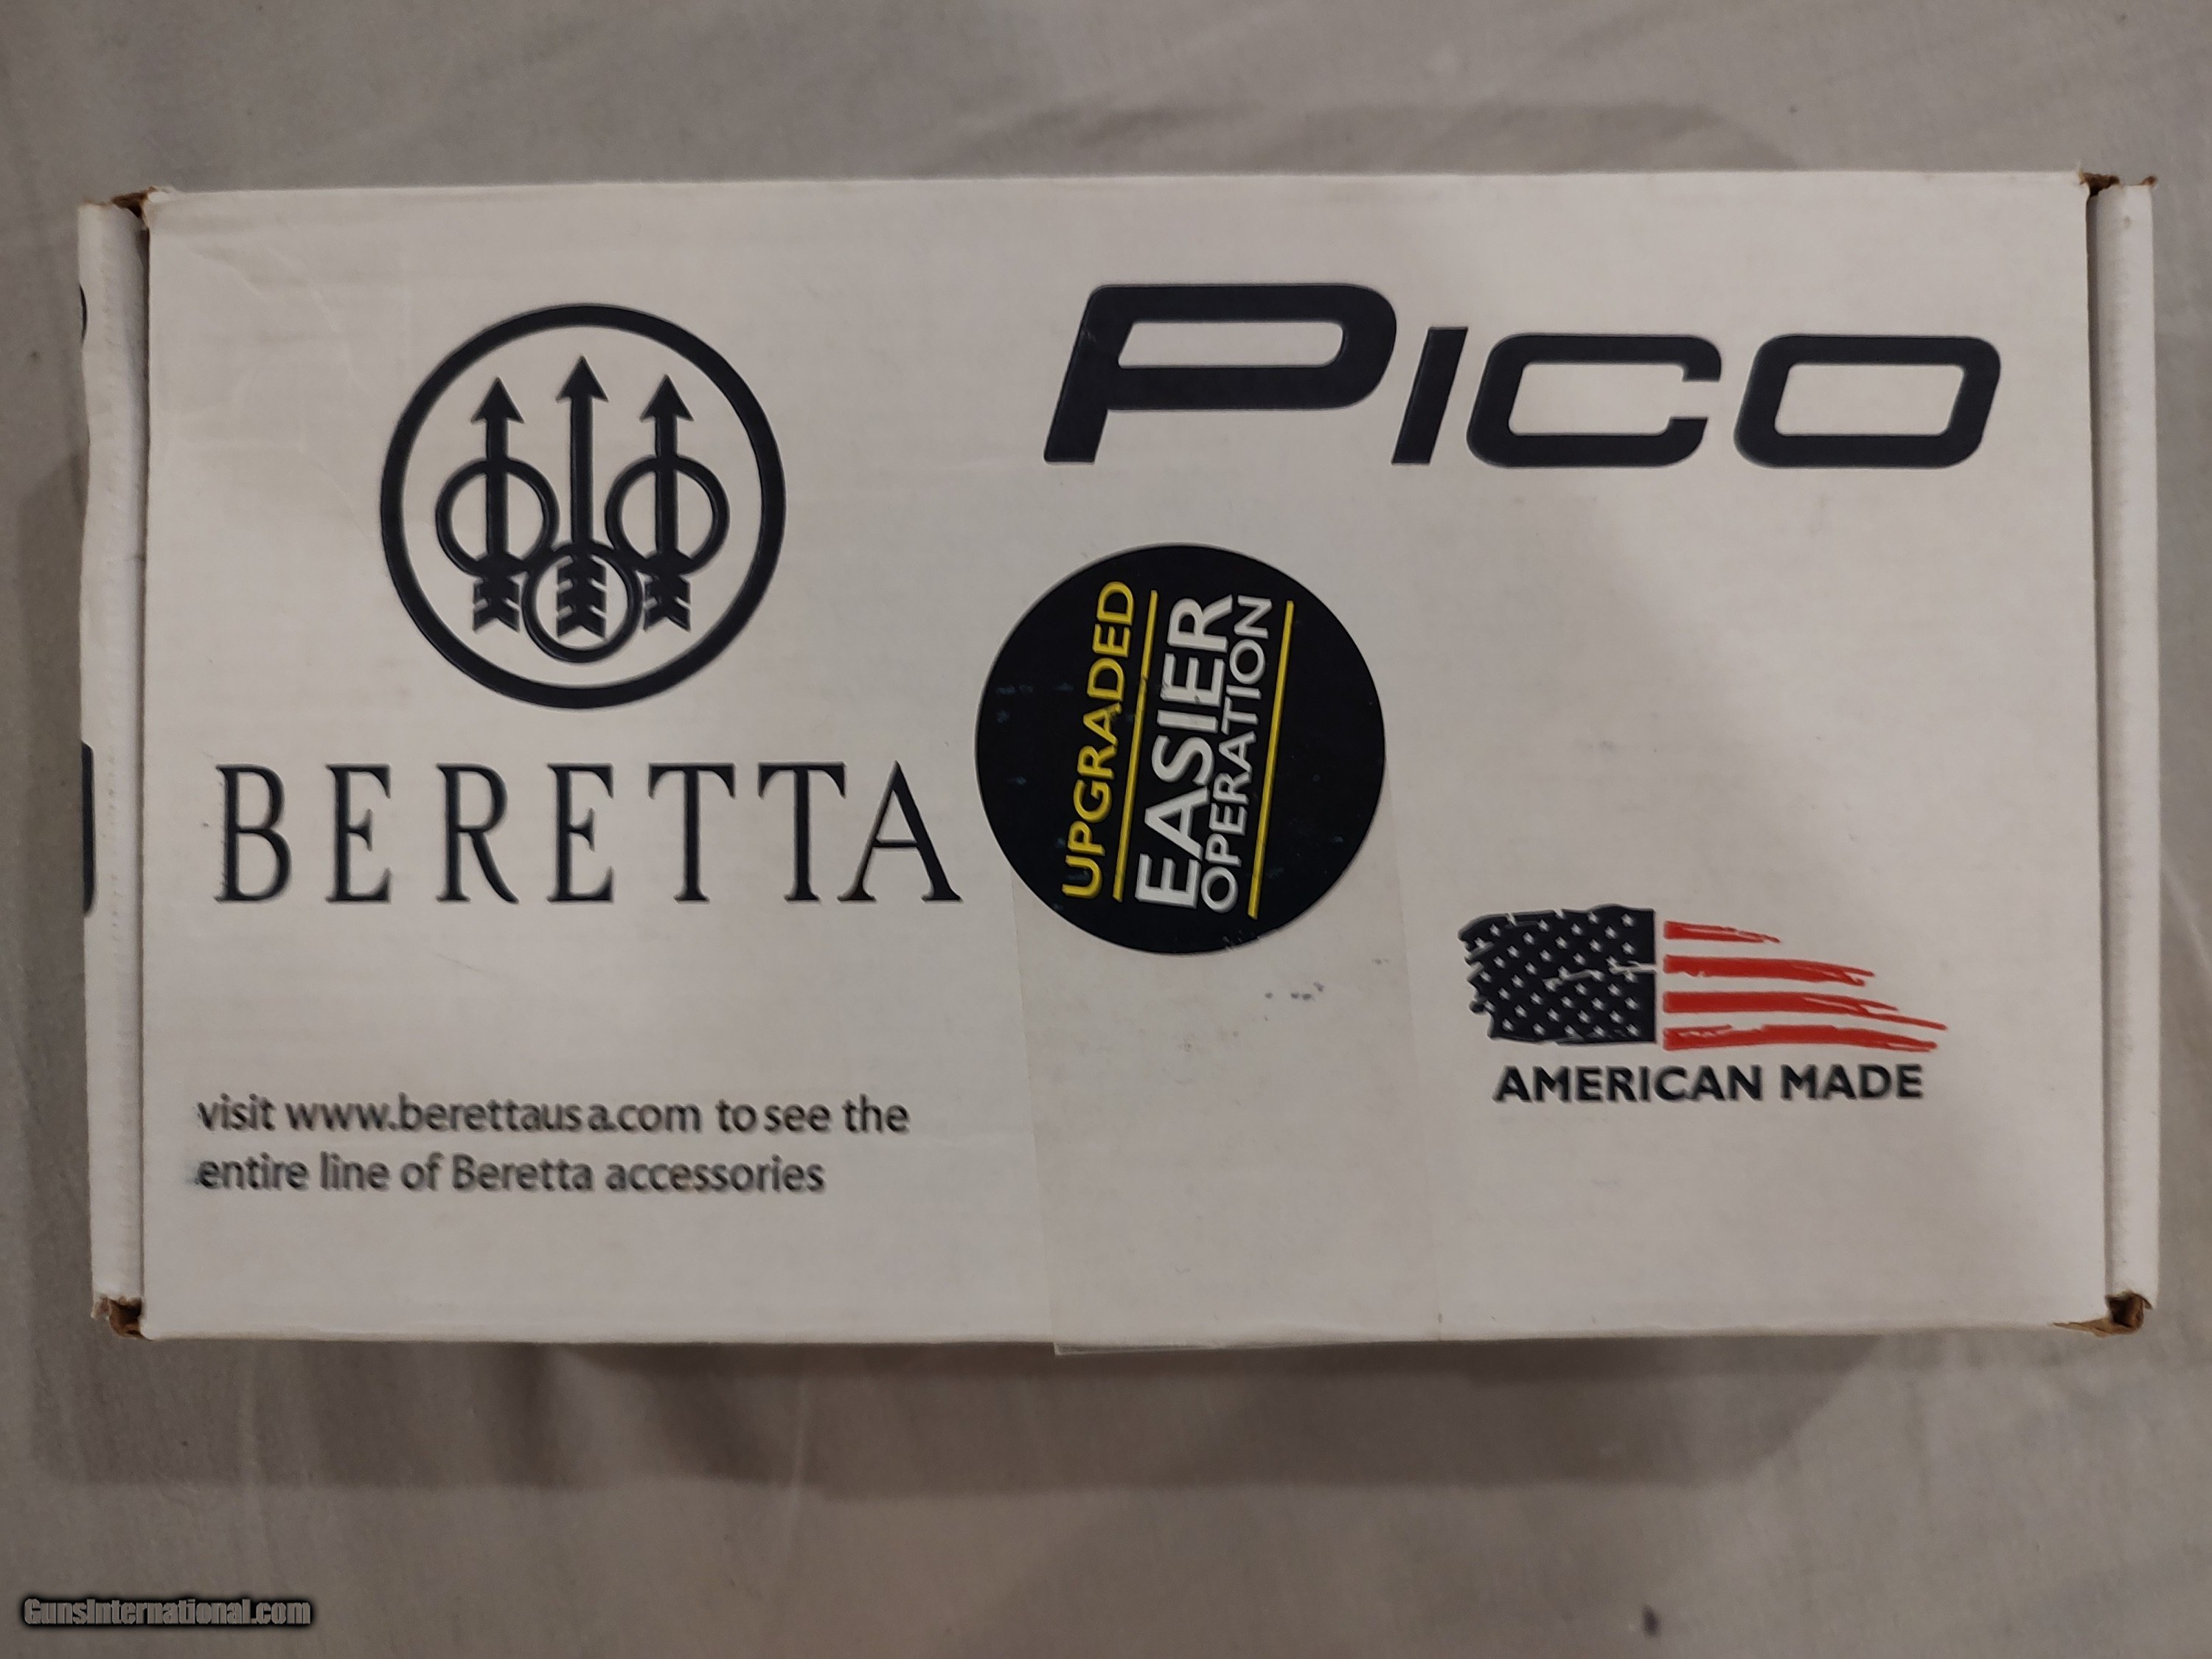 PICO
BERETTA
UPGRADED
EASIER
OPERATION
AMERICAN MADE
visit www.berettausa.com to see the
entire line of Beretta accessories
GunsInternational.com